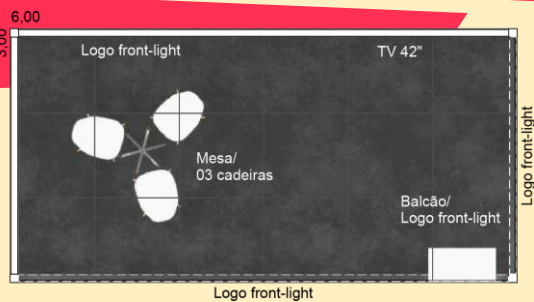 6,00
3,00
Logo front-light
TV 42"
Mesa/
03 cadeiras
Balcão/
Logo front-light
Logo front-light
Logo front-light